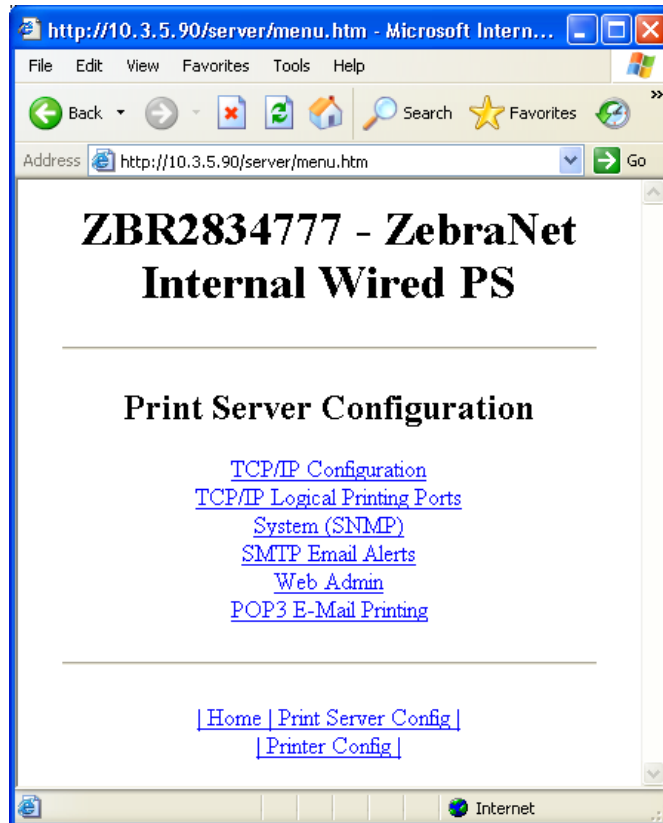 http://10.3.5.90/server/menu.htm - Microsoft Intern...
File Edit View Favorites Tools Help
Back Search Favorites »
Address http://10.3.5.90/server/menu.htm Go
ZBR2834777 - ZebraNet
Internal Wired PS
Print Server Configuration
TCP/IP Configuration
TCP/IP Logical Printing Ports
System (SNMP)
SMTP Email Alerts
Web Admin
POP3 E-Mail Printing
| Home | Print Server Config |
| Printer Config |
Internet